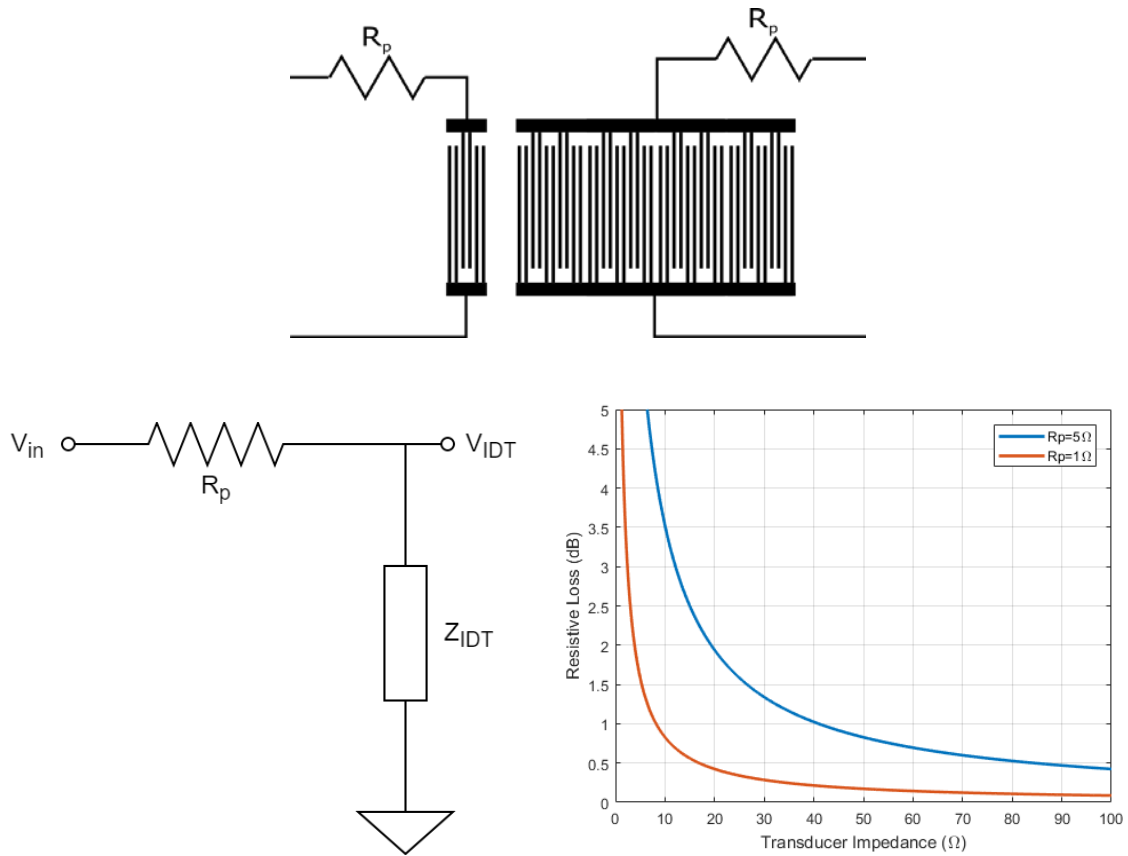 Rp
Rp
Vin
Rp
VIDT
ZIDT
5
4.5
4
3.5
3
2.5
2
1.5
1
0.5
0
Resistive Loss (dB)
Rp=5Ω
Rp=1Ω
0 10 20 30 40 50 60 70 80 90 100
Transducer Impedance (Ω)